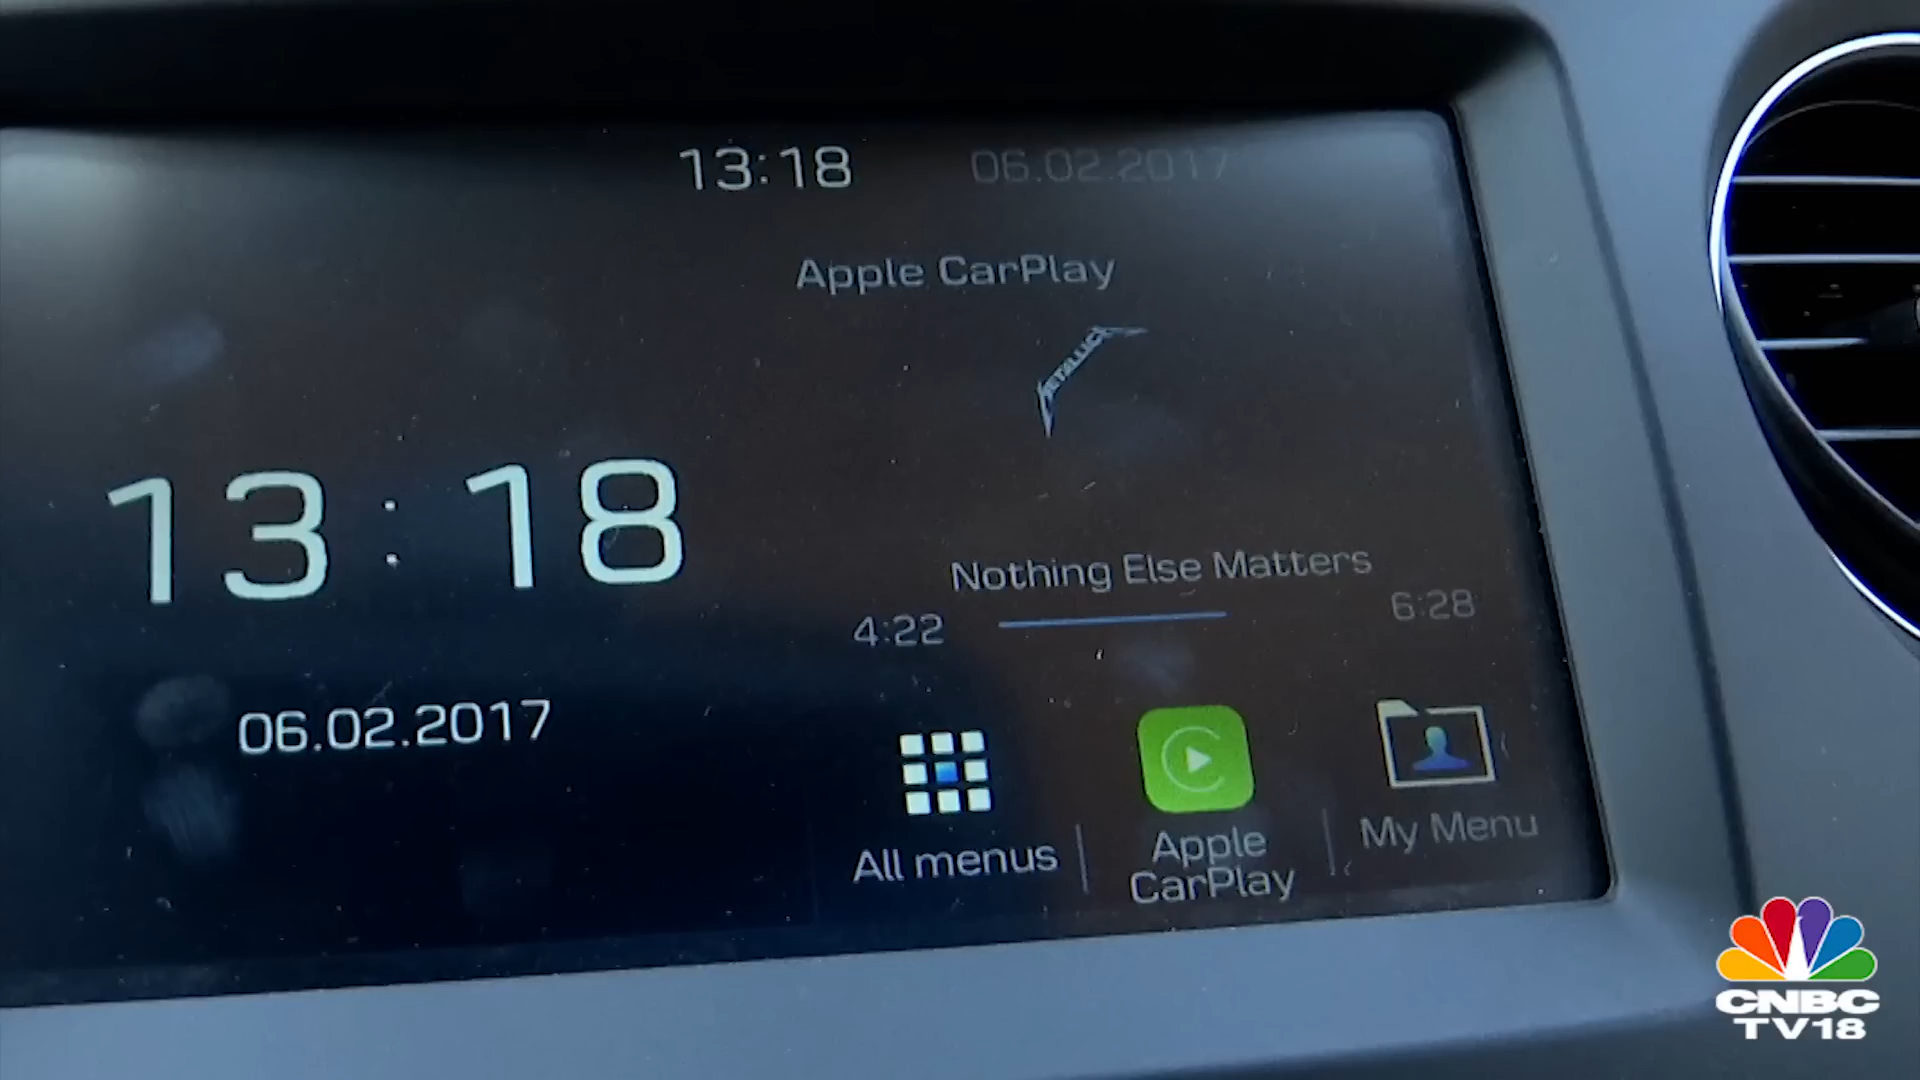 13:18 06.02.2017
Apple CarPlay
METALLICA
13:18
Nothing Else Matters
4:22 6:28
06.02.2017
All menus
Apple
CarPlay
My Menu
CNBC
TV18